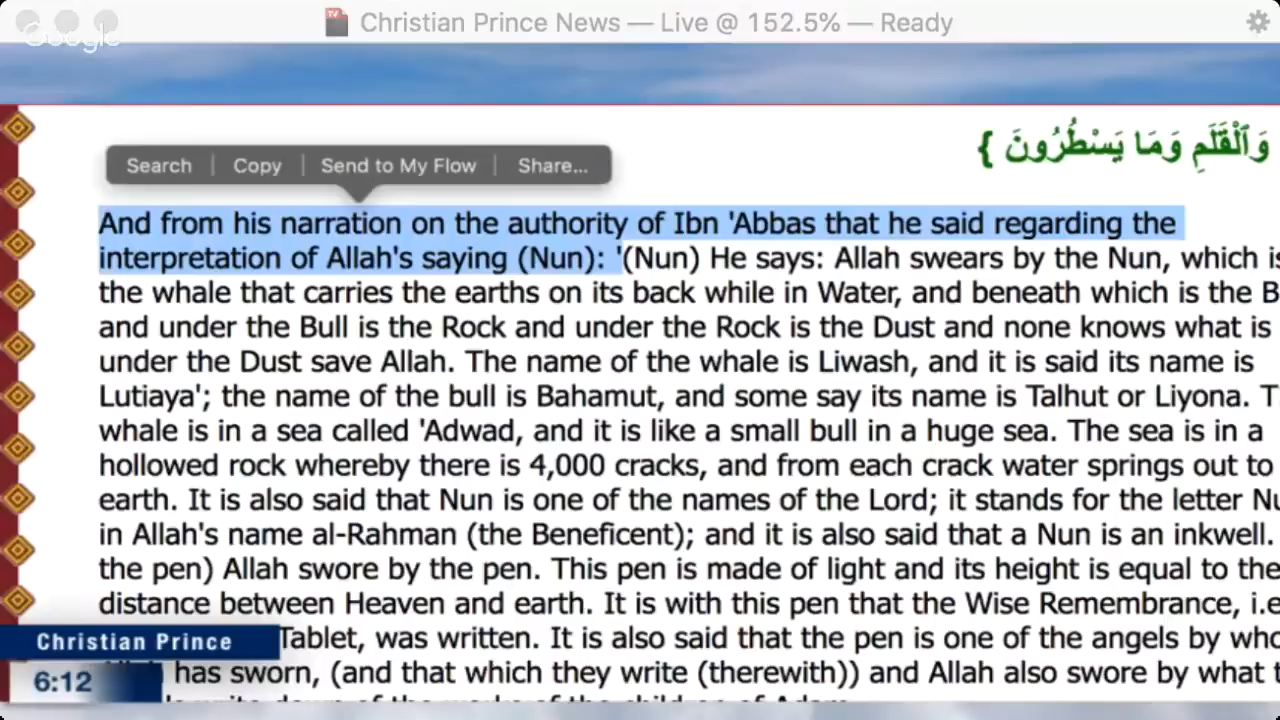 Christian Prince News — Live @ 152.5% — Ready
Google
وَٱلْقَلَمِ وَمَا يَسْطُرُونَ }
Search Copy Send to My Flow Share...
And from his narration on the authority of Ibn 'Abbas that he said regarding the
interpretation of Allah's saying (Nun): '(Nun) He says: Allah swears by the Nun, which is
the whale that carries the earths on its back while in Water, and beneath which is the B
and under the Bull is the Rock and under the Rock is the Dust and none knows what is
under the Dust save Allah. The name of the whale is Liwash, and it is said its name is
Lutiaya'; the name of the bull is Bahamut, and some say its name is Talhut or Liyona. T
whale is in a sea called 'Adwad, and it is like a small bull in a huge sea. The sea is in a
hollowed rock whereby there is 4,000 cracks, and from each crack water springs out to
earth. It is also said that Nun is one of the names of the Lord; it stands for the letter Nu
in Allah's name al-Rahman (the Beneficent); and it is also said that a Nun is an inkwell.
the pen) Allah swore by the pen. This pen is made of light and its height is equal to the
distance between Heaven and earth. It is with this pen that the Wise Remembrance, i.e
Tablet, was written. It is also said that the pen is one of the angels by who
has sworn, (and that which they write (therewith)) and Allah also swore by what t
write down of the works of the children of Adam
Christian Prince
6:12